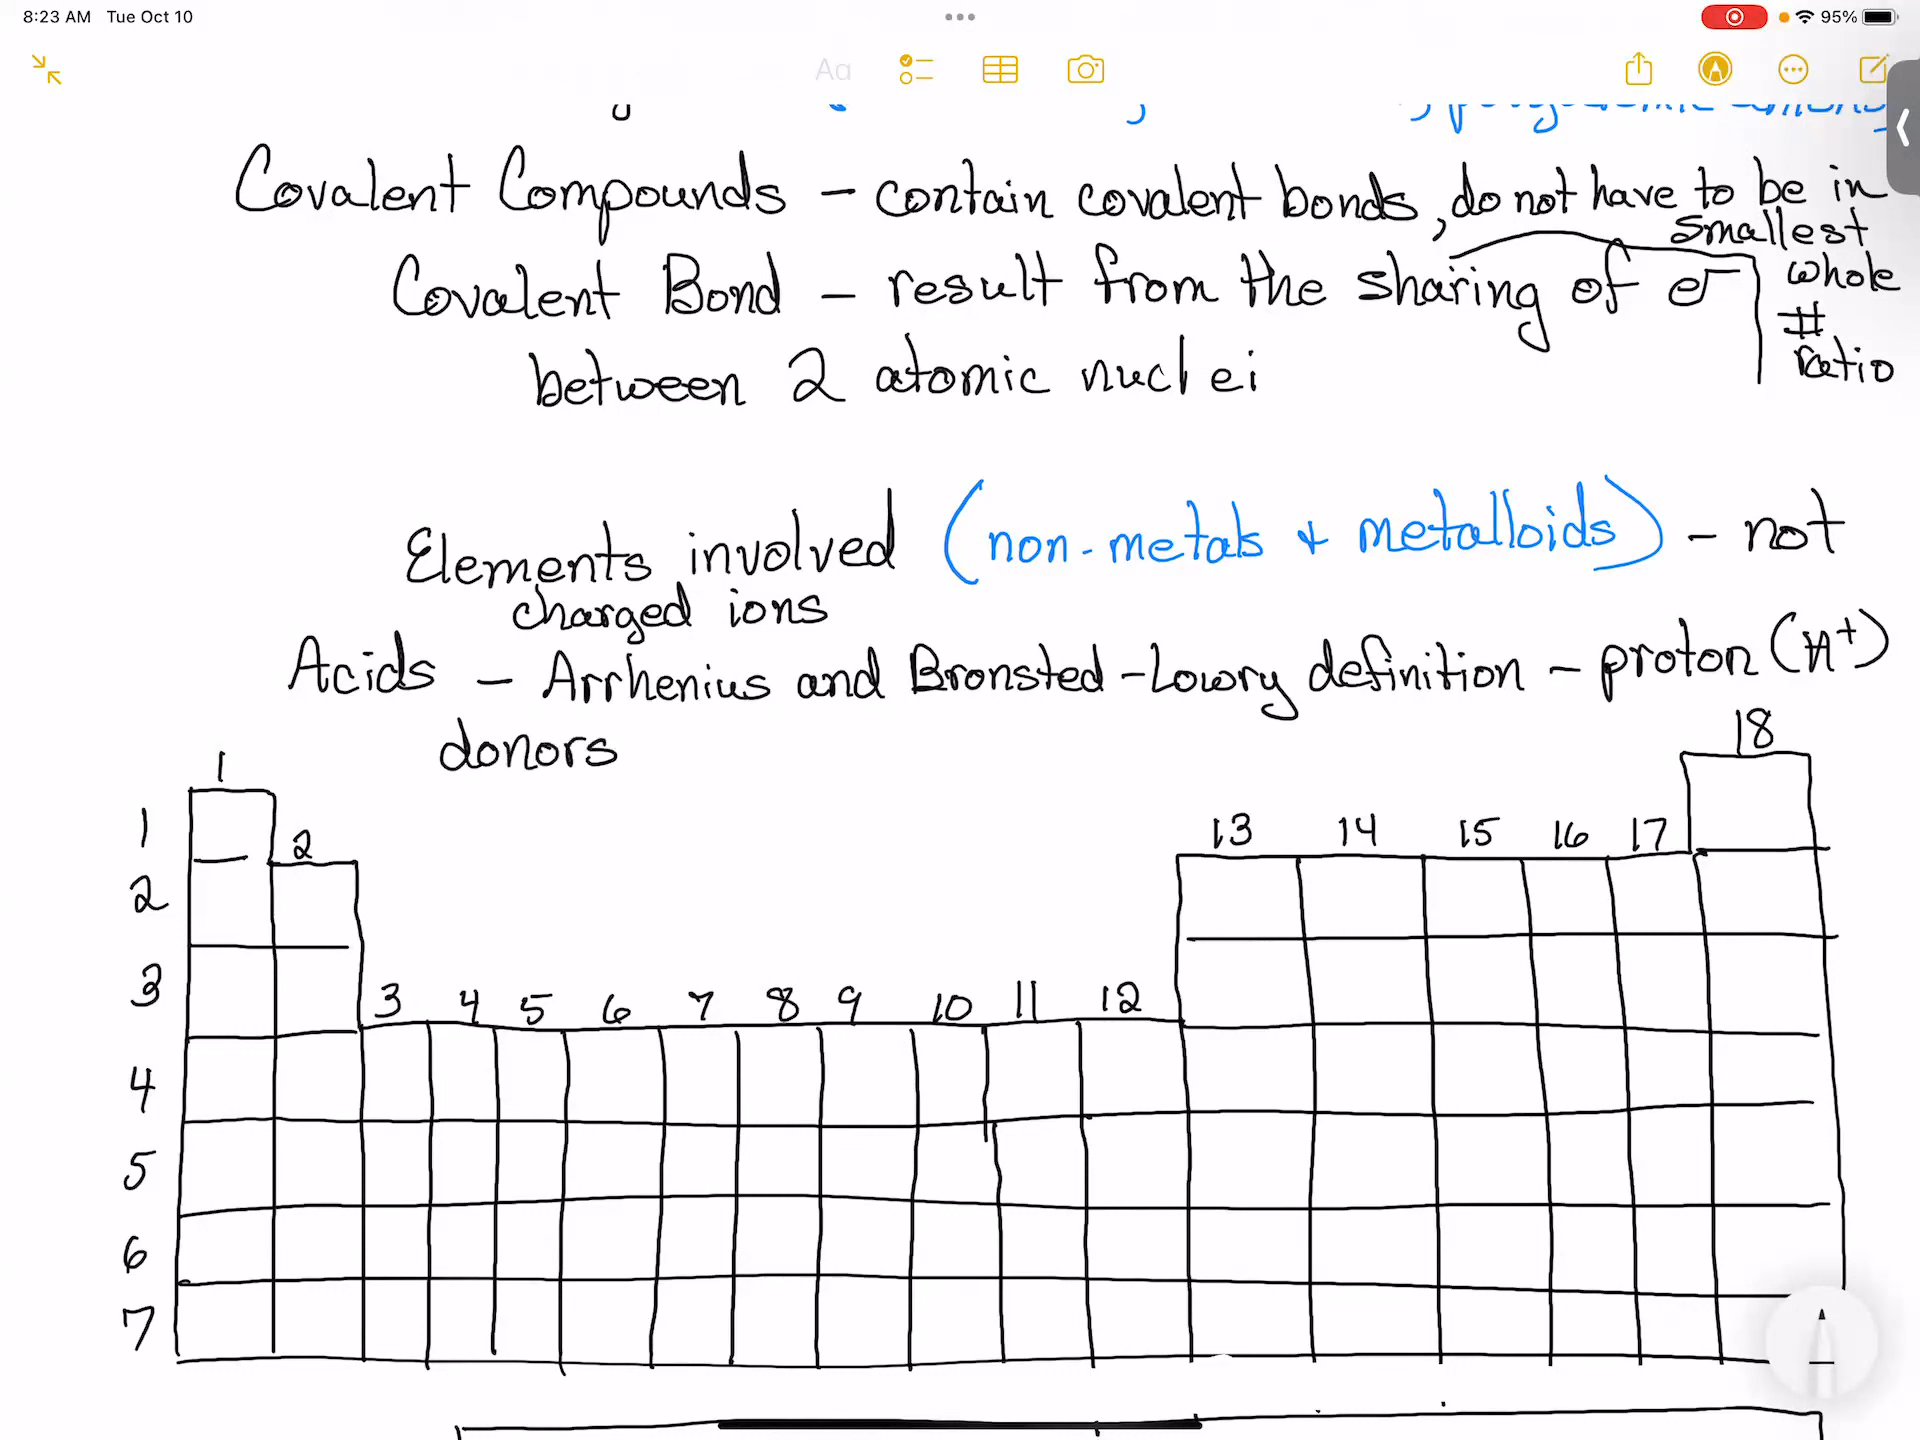 8:23 AM Tue Oct 10
95%
Aa
polyatomic
Covalent Compounds - contain covalent bonds, do not have to be in
smallest
whole
#
ratio
Covalent Bond - result from the sharing of e⁻
between 2 atomic nuclei
Elements involved (non-metals + metalloids) - not
charged ions
Acids - Arrhenius and Bronsted-Lowry definition - proton (H⁺)
donors
1 18
1 2 13 14 15 16 17
2
3 3 4 5 6 7 8 9 10 11 12
4
5
6
7